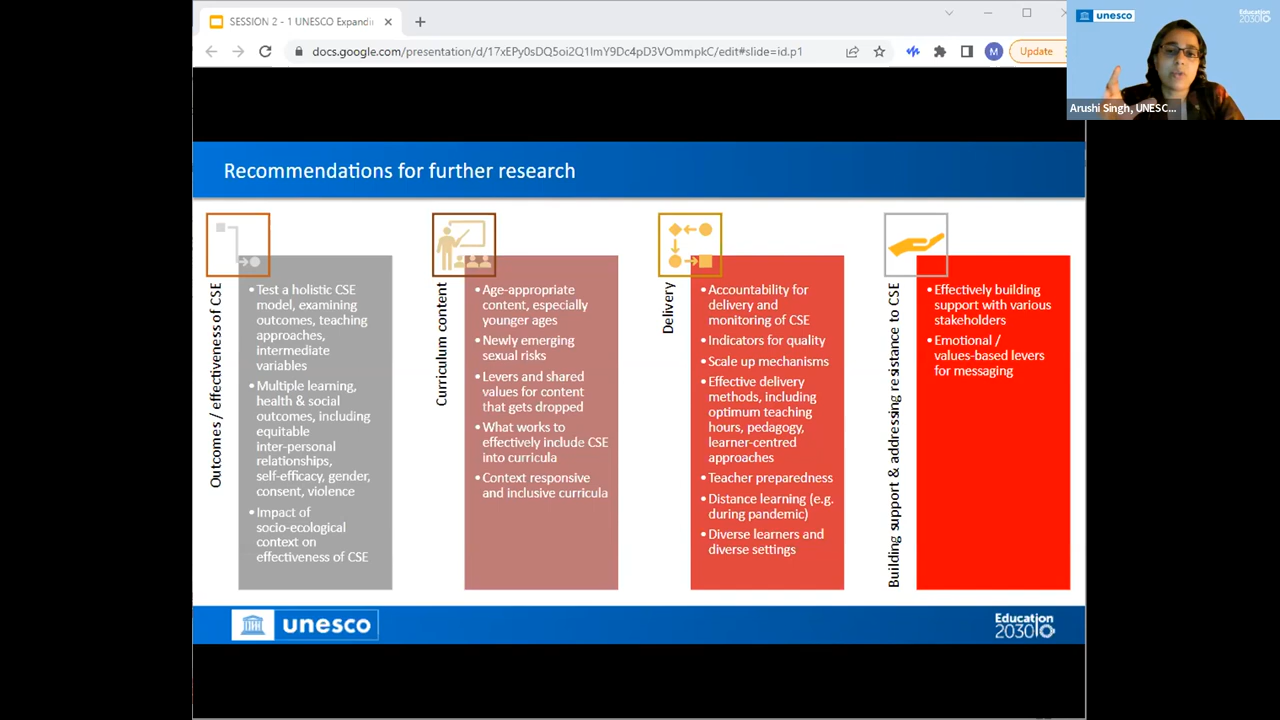 SESSION 2 - 1 UNESCO Expandi
docs.google.com/presentation/d/17xEPy0sDQ5oi2Q1lmY9Dc4pD3VOmmpkC/edit#slide=id.p1
M
Update
unesco
Education
2030
Arushi Singh, UNESC...
Recommendations for further research
Outcomes / effectiveness of CSE
•Test a holistic CSE
model, examining
outcomes, teaching
approaches,
intermediate
variables
•Multiple learning,
health & social
outcomes, including
equitable
inter-personal
relationships,
self-efficacy, gender,
consent, violence
•Impact of
socio-ecological
context on
effectiveness of CSE
Curriculum content
•Age-appropriate
content, especially
younger ages
•Newly emerging
sexual risks
•Levers and shared
values for content
that gets dropped
•What works to
effectively include CSE
into curricula
•Context responsive
and inclusive curricula
Delivery
•Accountability for
delivery and
monitoring of CSE
•Indicators for quality
•Scale up mechanisms
•Effective delivery
methods, including
optimum teaching
hours, pedagogy,
learner-centred
approaches
•Teacher preparedness
•Distance learning (e.g.
during pandemic)
•Diverse learners and
diverse settings
Building support & addressing resistance to CSE
•Effectively building
support with various
stakeholders
•Emotional /
values-based levers
for messaging
unesco
Education
2030